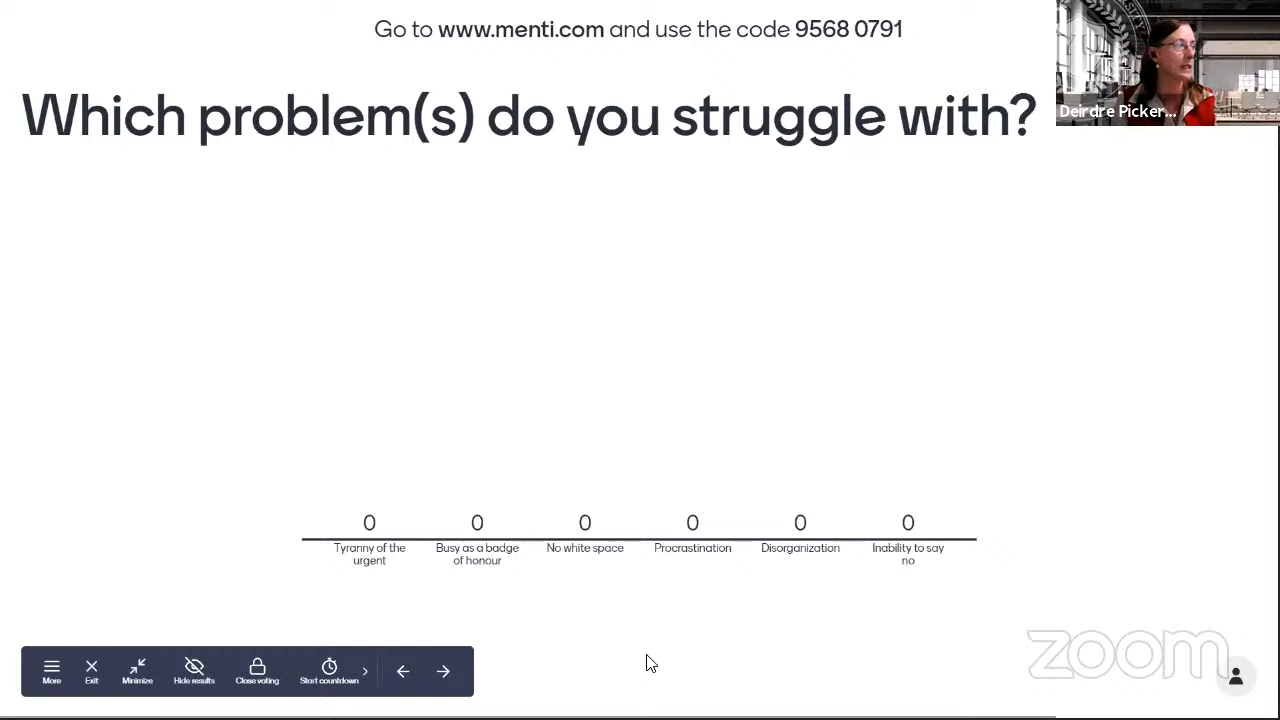 Go to www.menti.com and use the code 9568 0791
Which problem(s) do you struggle with?
Deirdre Picker...
0 0 0 0 0 0
Tyranny of the urgent
Busy as a badge of honour
No white space
Procrastination
Disorganization
Inability to say no
More
Exit
Minimize
Hide results
Close voting
Start countdown
zoom